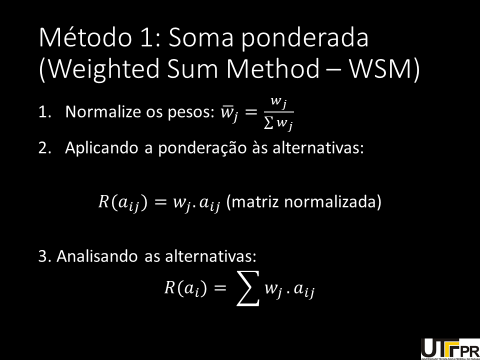 Método 1: Soma ponderada
(Weighted Sum Method – WSM)
1. Normalize os pesos: w̅ⱼ = wⱼ / ∑ wⱼ
2. Aplicando a ponderação às alternativas:
R(aᵢⱼ) = wⱼ. aᵢⱼ (matriz normalizada)
3. Analisando as alternativas:
R(aᵢ) = ∑ wⱼ . aᵢⱼ
UTFPR